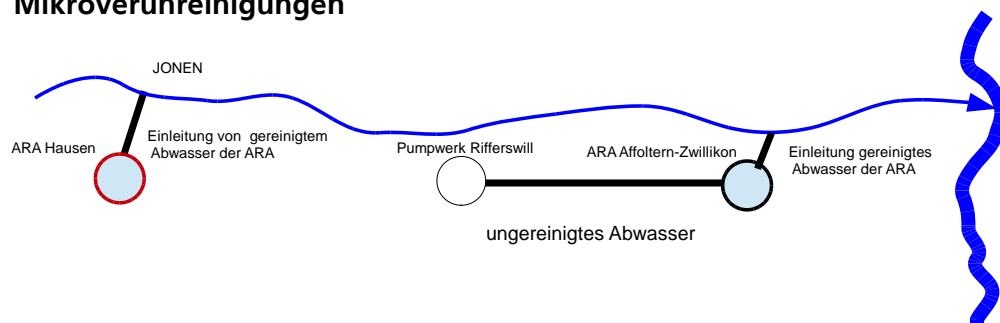 Mikroverunreinigungen
JONEN
ARA Hausen
Einleitung von gereinigtem
Abwasser der ARA
Pumpwerk Rifferswill
ARA Affoltern-Zwillikon
Einleitung gereinigtes
Abwasser der ARA
ungereinigtes Abwasser